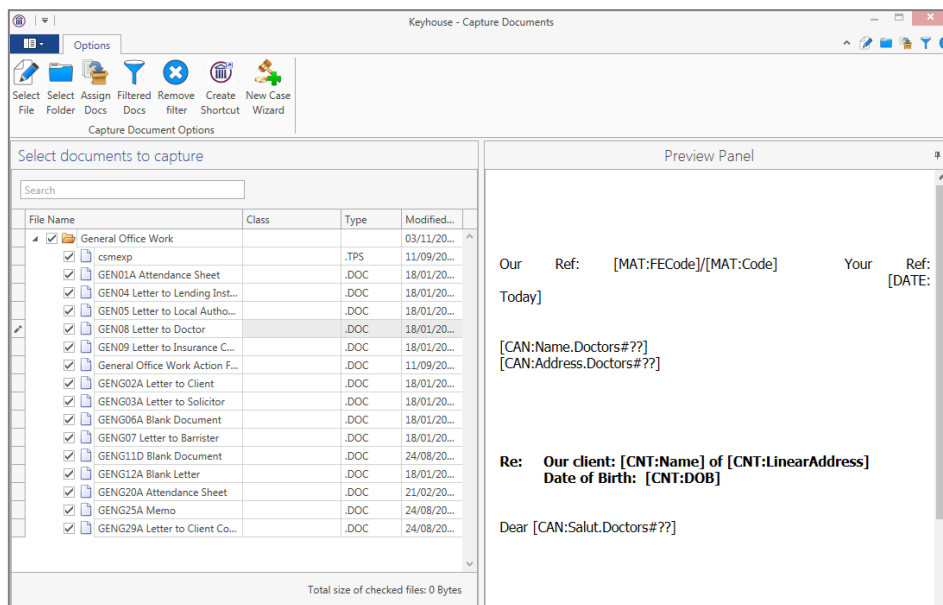 Keyhouse - Capture Documents
Options
Select File
Select Folder
Assign Docs
Filtered Docs
Remove filter
Create Shortcut
New Case Wizard
Capture Document Options
Select documents to capture
Search
File Name Class Type Modified...
General Office Work 03/11/20...
csmexp .TPS 11/09/20...
GEN01A Attendance Sheet .DOC 18/01/20...
GEN04 Letter to Lending Inst... .DOC 18/01/20...
GEN05 Letter to Local Autho... .DOC 18/01/20...
GEN08 Letter to Doctor .DOC 18/01/20...
GEN09 Letter to Insurance C... .DOC 18/01/20...
General Office Work Action F... .DOC 11/09/20...
GENG02A Letter to Client .DOC 18/01/20...
GENG03A Letter to Solicitor .DOC 18/01/20...
GENG06A Blank Document .DOC 18/01/20...
GENG07 Letter to Barrister .DOC 18/01/20...
GENG11D Blank Document .DOC 24/08/20...
GENG12A Blank Letter .DOC 18/01/20...
GENG20A Attendance Sheet .DOC 21/02/20...
GENG25A Memo .DOC 24/08/20...
GENG29A Letter to Client Co... .DOC 24/08/20...
Total size of checked files: 0 Bytes
Preview Panel
Our Ref: [MAT:FECode]/[MAT:Code] Your Ref:
[DATE:
Today]
[CAN:Name.Doctors#??]
[CAN:Address.Doctors#??]
Re: Our client: [CNT:Name] of [CNT:LinearAddress]
Date of Birth: [CNT:DOB]
Dear [CAN:Salut.Doctors#??]